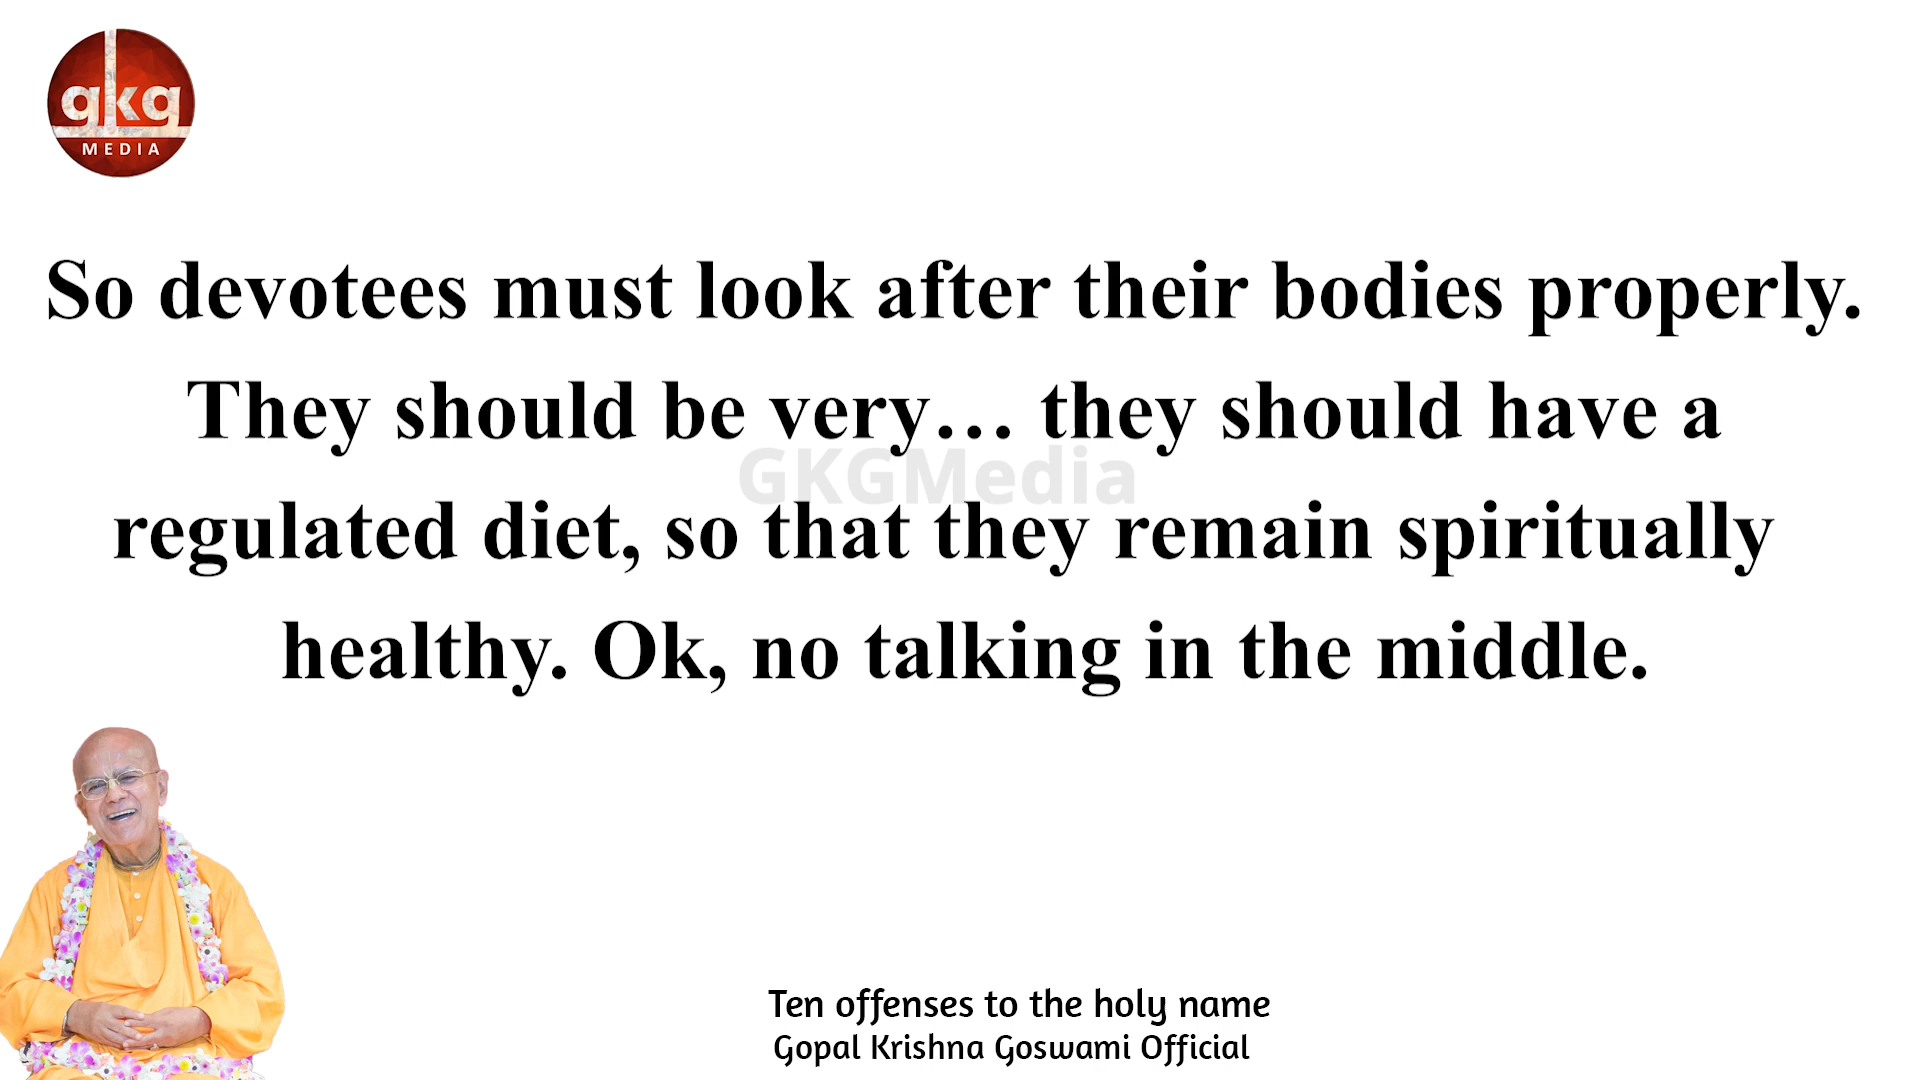 gkg
MEDIA
So devotees must look after their bodies properly.
They should be very… they should have a
GKGMedia
regulated diet, so that they remain spiritually
healthy. Ok, no talking in the middle.
Ten offenses to the holy name
Gopal Krishna Goswami Official